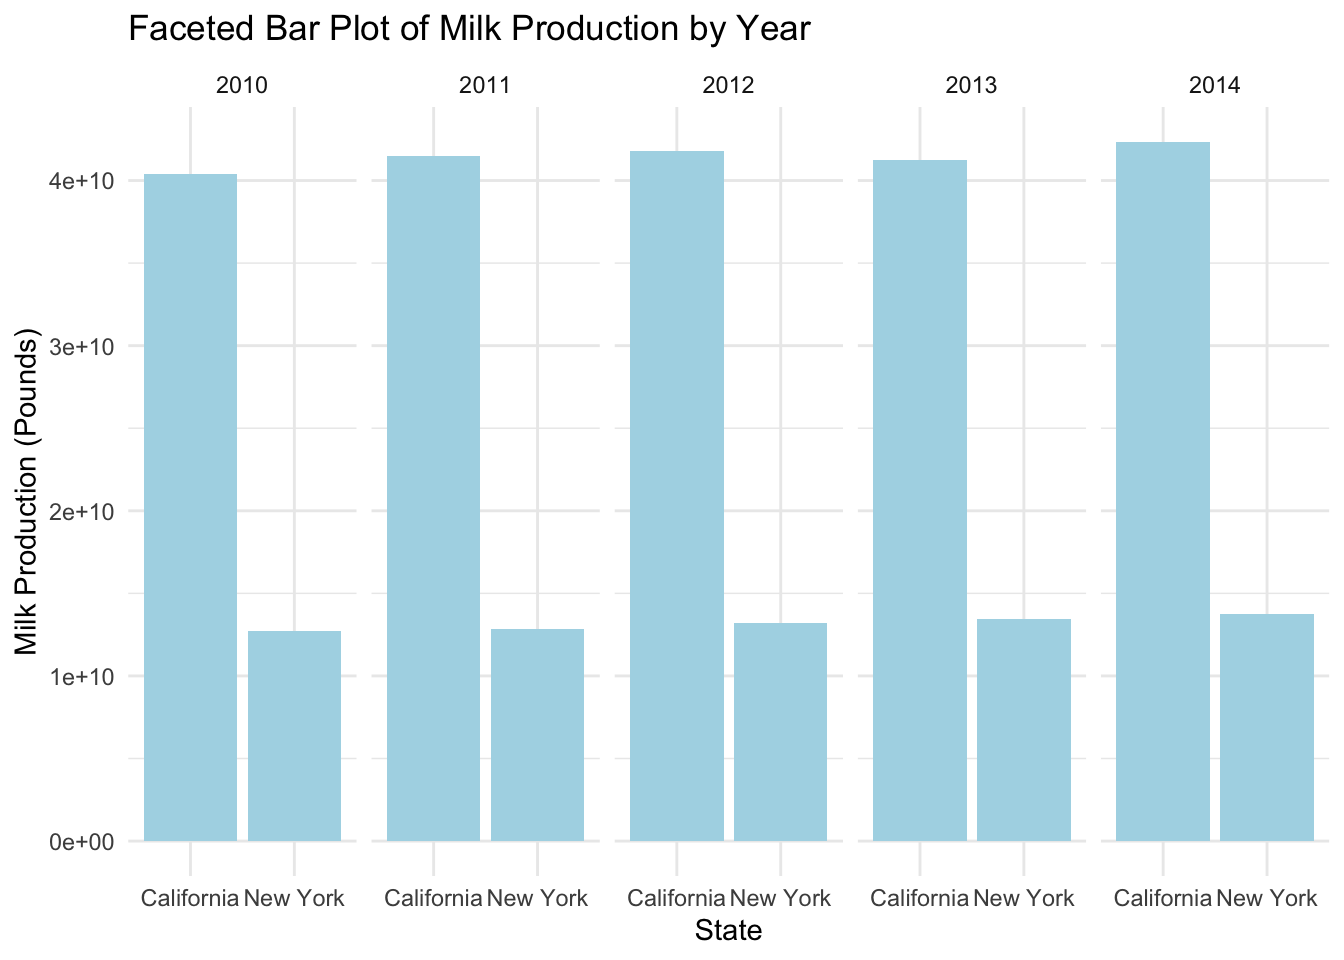 Faceted Bar Plot of Milk Production by Year
2010 2011 2012 2013 2014
Milk Production (Pounds)
4e+10
3e+10
2e+10
1e+10
0e+00
California New York California New York California New York California New York California New York
State